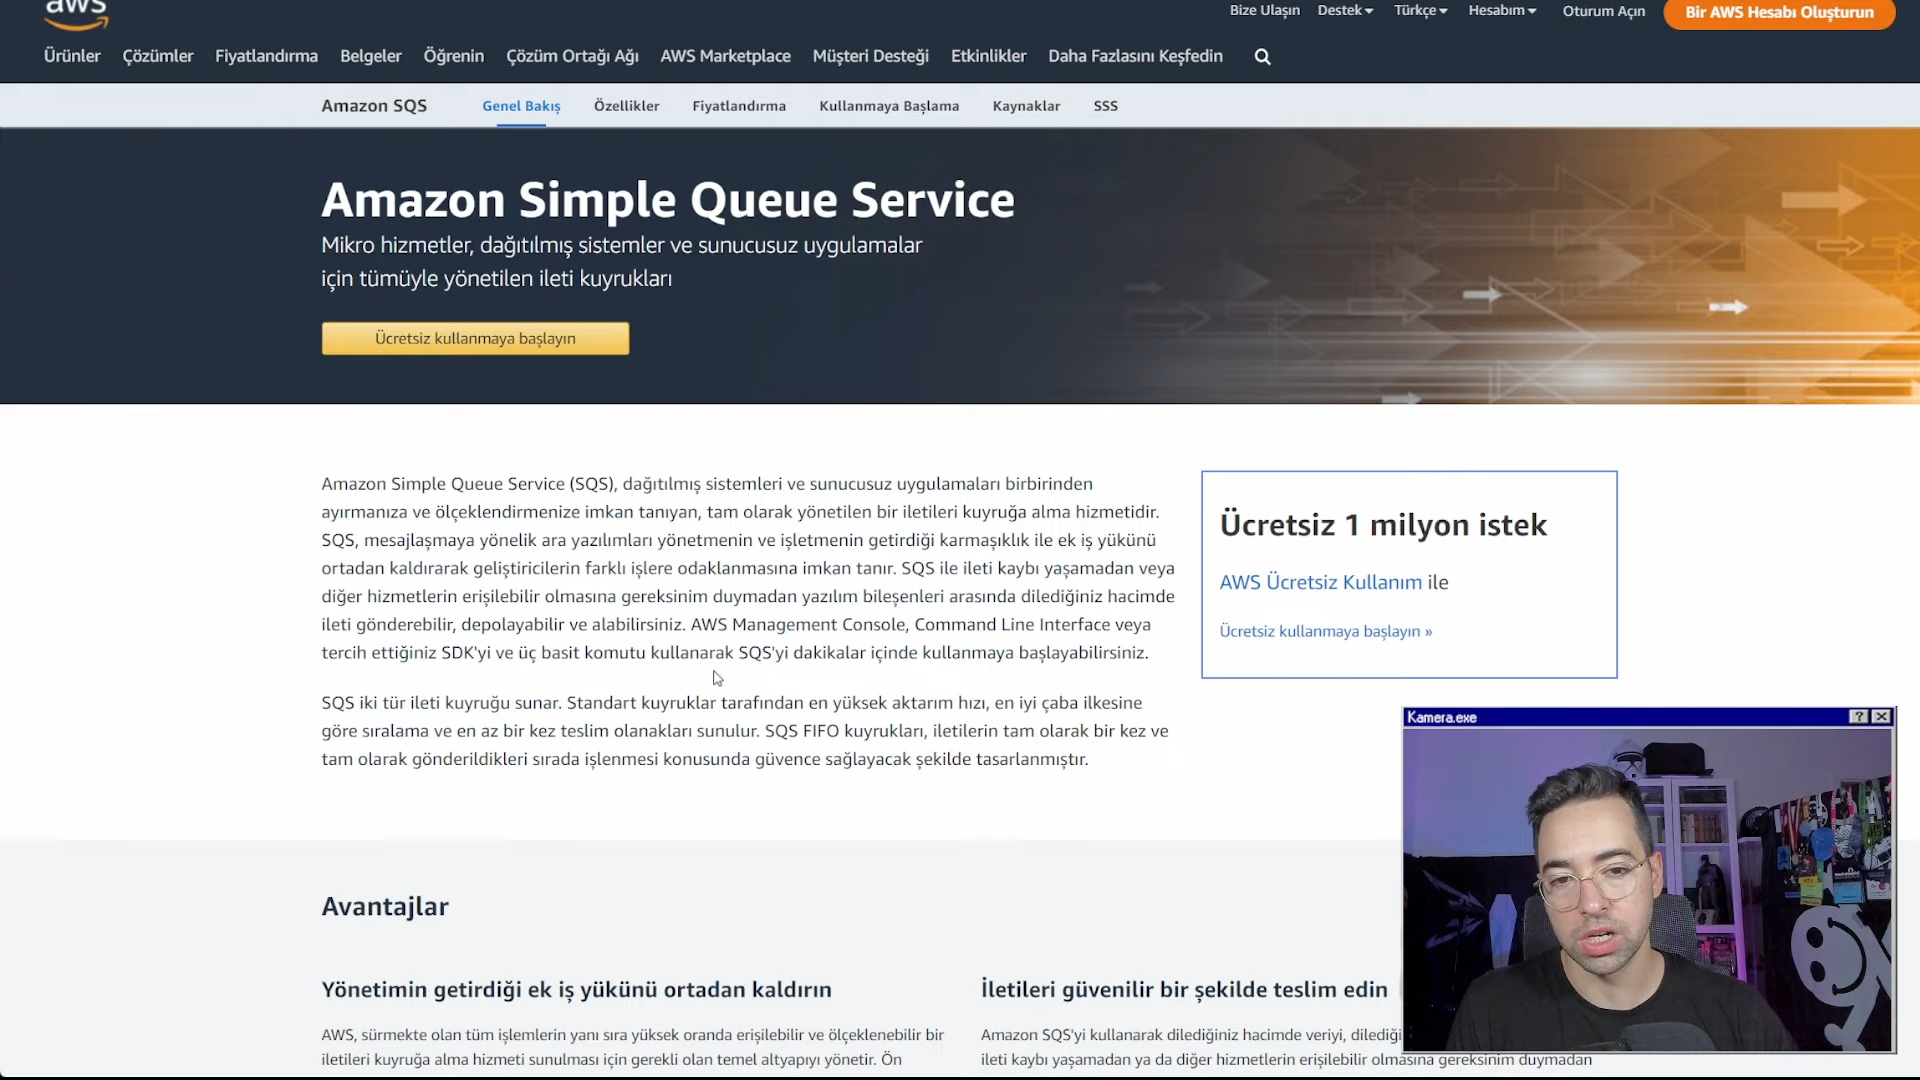 aws
Bize Ulaşın Destek Türkçe Hesabım Oturum Açın Bir AWS Hesabı Oluşturun
Ürünler Çözümler Fiyatlandırma Belgeler Öğrenin Çözüm Ortağı Ağı AWS Marketplace Müşteri Desteği Etkinlikler Daha Fazlasını Keşfedin
Amazon SQS Genel Bakış Özellikler Fiyatlandırma Kullanmaya Başlama Kaynaklar SSS
Amazon Simple Queue Service
Mikro hizmetler, dağıtılmış sistemler ve sunucusuz uygulamalar
için tümüyle yönetilen ileti kuyrukları
Ücretsiz kullanmaya başlayın
Amazon Simple Queue Service (SQS), dağıtılmış sistemleri ve sunucusuz uygulamaları birbirinden
ayırmanıza ve ölçeklendirmenize imkan tanıyan, tam olarak yönetilen bir iletileri kuyruğa alma hizmetidir.
SQS, mesajlaşmaya yönelik ara yazılımları yönetmenin ve işletmenin getirdiği karmaşıklık ile ek iş yükünü
ortadan kaldırarak geliştiricilerin farklı işlere odaklanmasına imkan tanır. SQS ile ileti kaybı yaşamadan veya
diğer hizmetlerin erişilebilir olmasına gereksinim duymadan yazılım bileşenleri arasında dilediğiniz hacimde
ileti gönderebilir, depolayabilir ve alabilirsiniz. AWS Management Console, Command Line Interface veya
tercih ettiğiniz SDK'yi ve üç basit komutu kullanarak SQS'yi dakikalar içinde kullanmaya başlayabilirsiniz.
SQS iki tür ileti kuyruğu sunar. Standart kuyruklar tarafından en yüksek aktarım hızı, en iyi çaba ilkesine
göre sıralama ve en az bir kez teslim olanakları sunulur. SQS FIFO kuyrukları, iletilerin tam olarak bir kez ve
tam olarak gönderildikleri sırada işlenmesi konusunda güvence sağlayacak şekilde tasarlanmıştır.
Ücretsiz 1 milyon istek
AWS Ücretsiz Kullanım ile
Ücretsiz kullanmaya başlayın »
Kamera.exe
Avantajlar
Yönetimin getirdiği ek iş yükünü ortadan kaldırın
AWS, sürmekte olan tüm işlemlerin yanı sıra yüksek oranda erişilebilir ve ölçeklenebilir bir
iletileri kuyruğa alma hizmeti sunulması için gerekli olan temel altyapıyı yönetir. Ön
İletileri güvenilir bir şekilde teslim edin
Amazon SQS'yi kullanarak dilediğiniz hacimde veriyi, dilediği
ileti kaybı yaşamadan ya da diğer hizmetlerin erişilebilir olmasına gereksinim duymadan